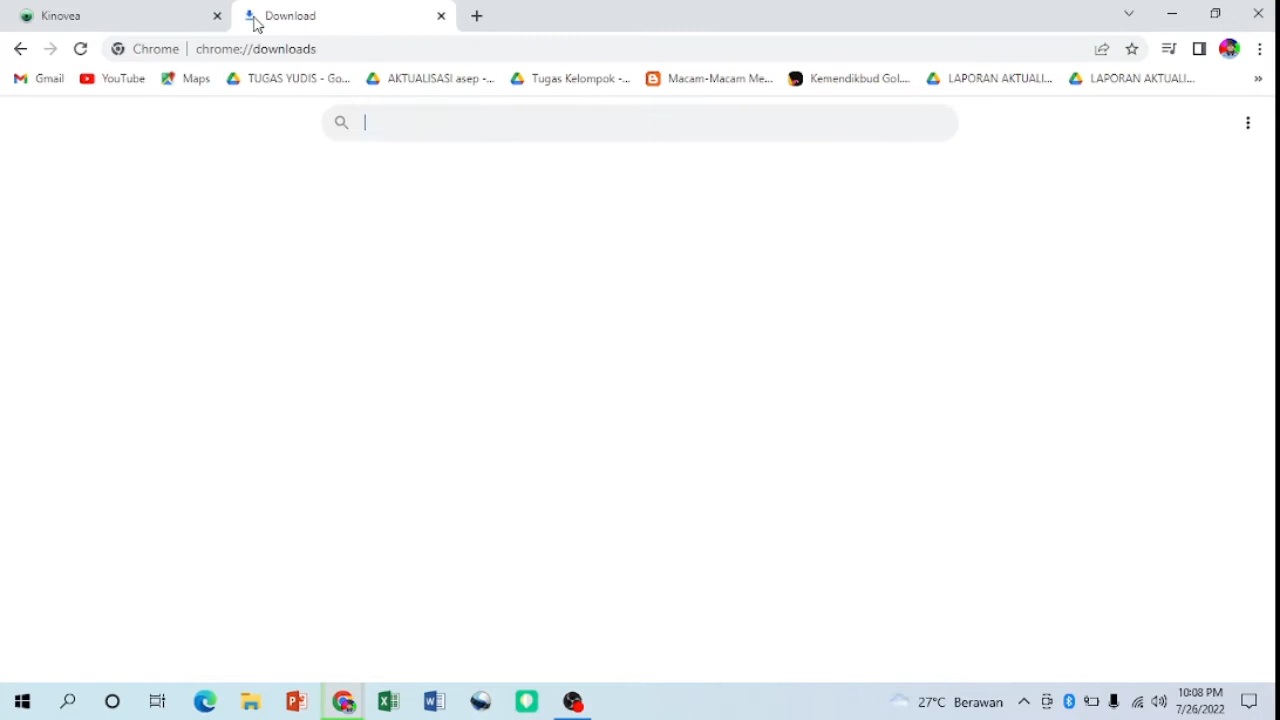 Kinovea
Download
Chrome
chrome://downloads
Gmail
YouTube
Maps
TUGAS YUDIS - Go...
AKTUALISASI asep -...
Tugas Kelompok -...
Macam-Macam Me...
Kemendikbud Gol...
LAPORAN AKTUALI...
LAPORAN AKTUALI...
27°C Berawan
10:08 PM
7/26/2022